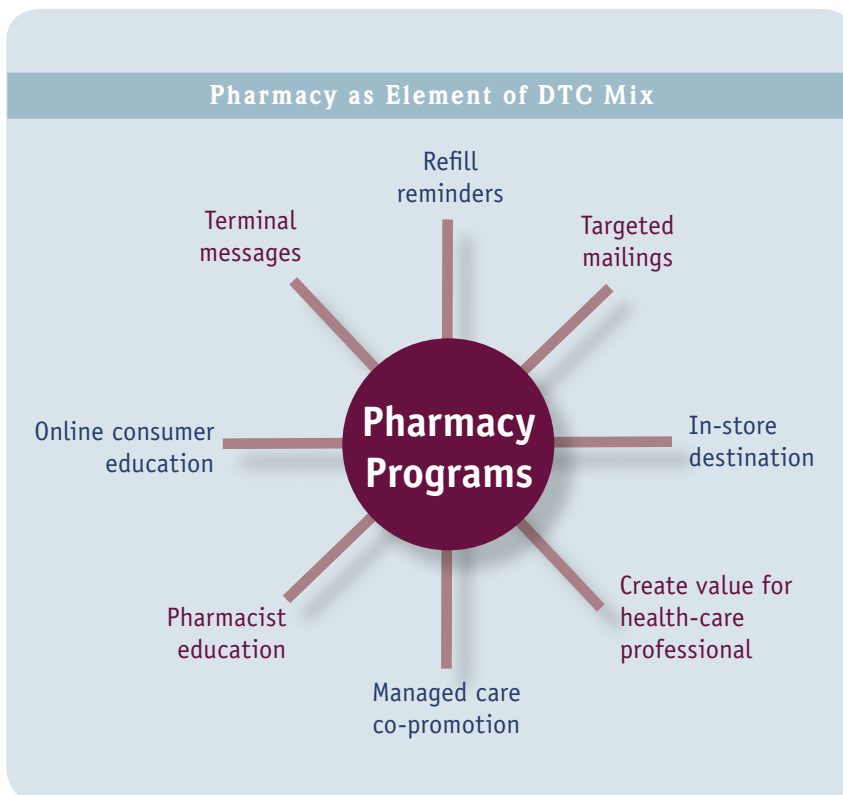 Pharmacy as Element of DTC Mix
Refill
reminders
Terminal
messages
Targeted
mailings
Online consumer
education
Pharmacy
Programs
In-store
destination
Pharmacist
education
Create value for
health-care
professional
Managed care
co-promotion